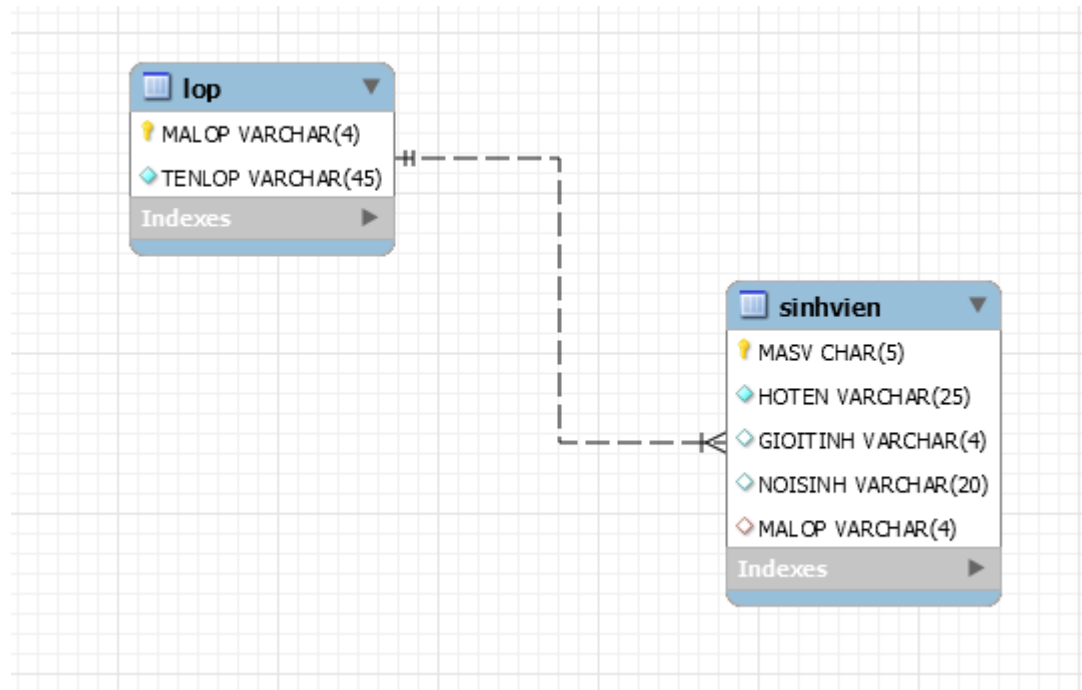 lop
MALOP VARCHAR(4)
TENLOP VARCHAR(45)
Indexes
sinhvien
MASV CHAR(5)
HOTEN VARCHAR(25)
GIOITINH VARCHAR(4)
NOISINH VARCHAR(20)
MALOP VARCHAR(4)
Indexes